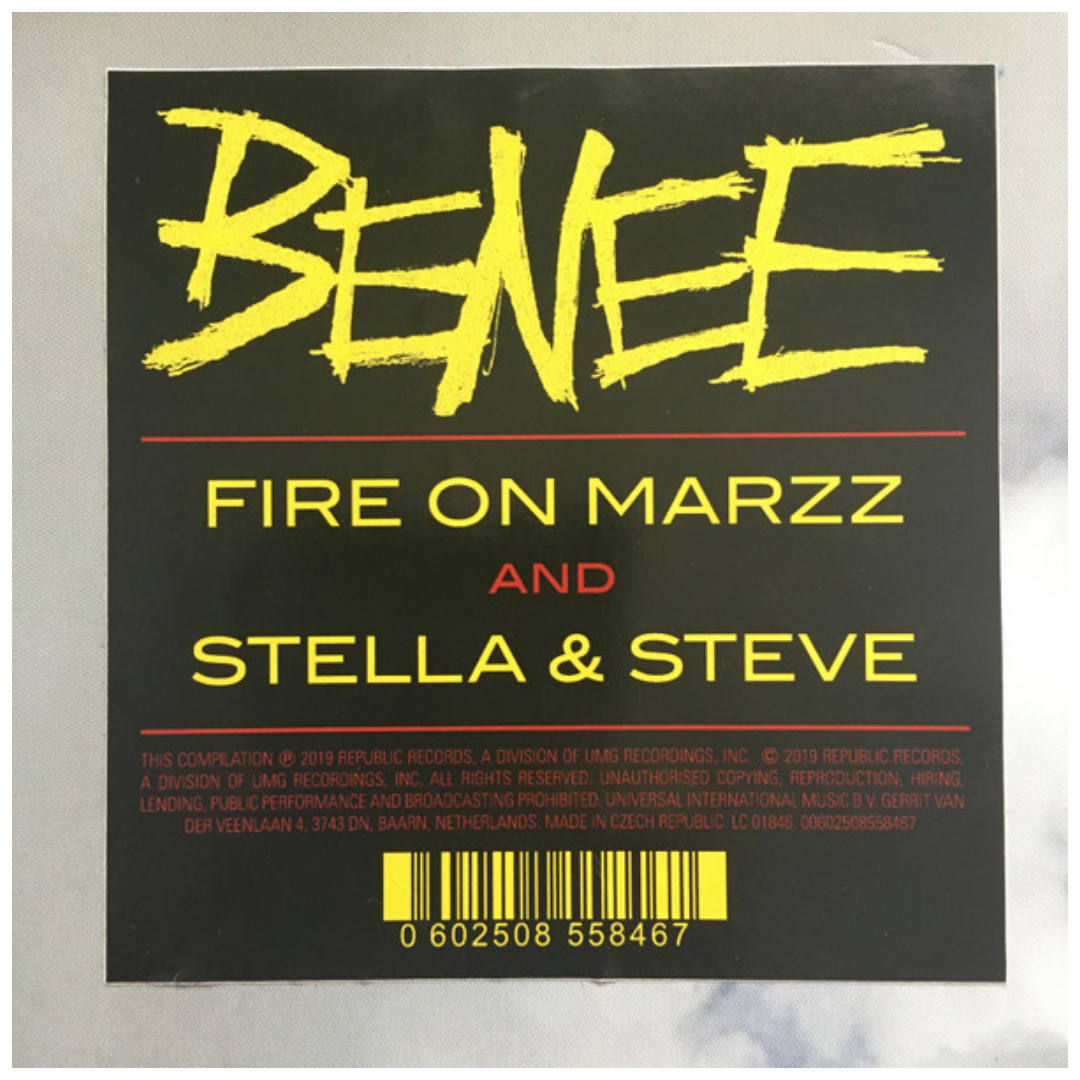 BENEE
FIRE ON MARZZ
AND
STELLA & STEVE
THIS COMPILATION ℗ 2019 REPUBLIC RECORDS, A DIVISION OF UMG RECORDINGS, INC. © 2019 REPUBLIC RECORDS,
A DIVISION OF UMG RECORDINGS, INC. ALL RIGHTS RESERVED. UNAUTHORISED COPYING, REPRODUCTION, HIRING,
LENDING, PUBLIC PERFORMANCE AND BROADCASTING PROHIBITED. UNIVERSAL INTERNATIONAL MUSIC B.V. GERRIT VAN
DER VEENLAAN 4, 3743 DN, BAARN, NETHERLANDS. MADE IN CZECH REPUBLIC. LC 01846. 00602508558467
0 602508 558467